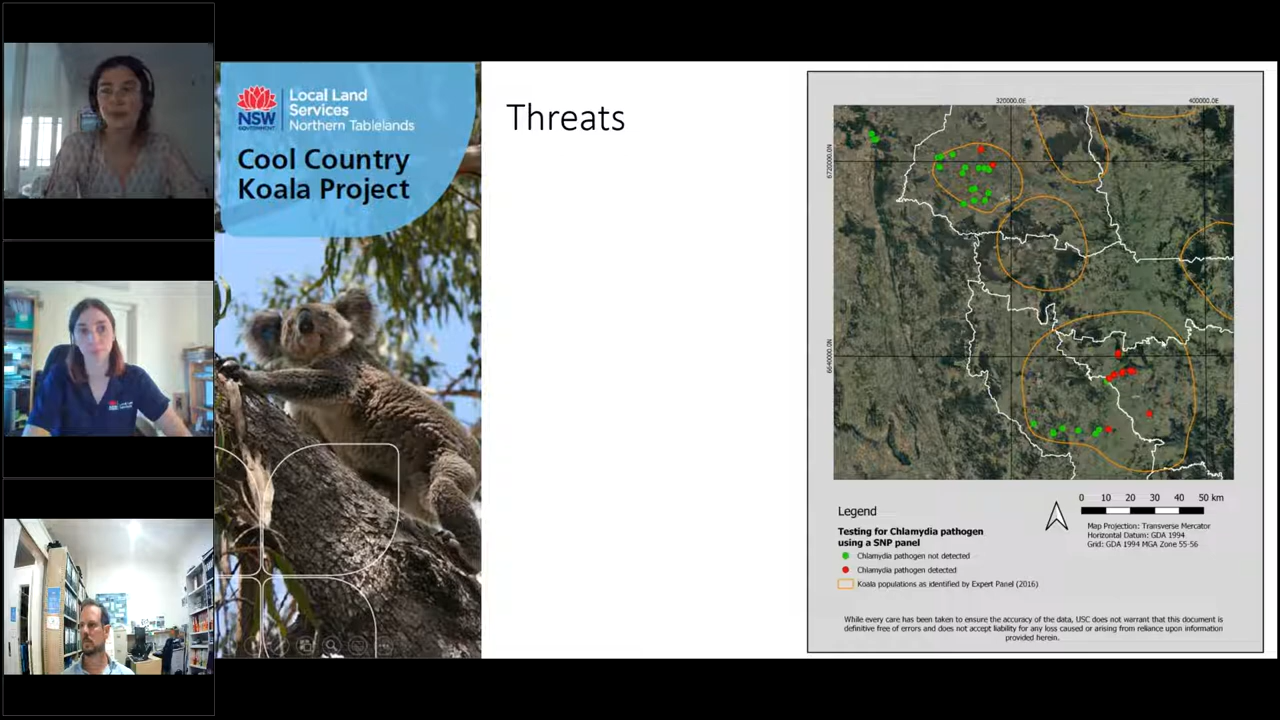 NSW
GOVERNMENT
Local Land
Services
Northern Tablelands
Cool Country
Koala Project
Threats
320000.0E
400000.0E
6720000.0N
6640000.0N
Legend
Testing for Chlamydia pathogen
using a SNP panel
Chlamydia pathogen not detected
Chlamydia pathogen detected
Koala populations as identified by Expert Panel (2016)
0 10 20 30 40 50 km
Map Projection: Transverse Mercator
Horizontal Datum: GDA 1994
Grid: GDA 1994 MGA Zone 55-56
While every care has been taken to ensure the accuracy of the data, USC does not warrant that this document is
definitive free of errors and does not accept liability for any loss caused or arising from reliance upon information
provided herein.